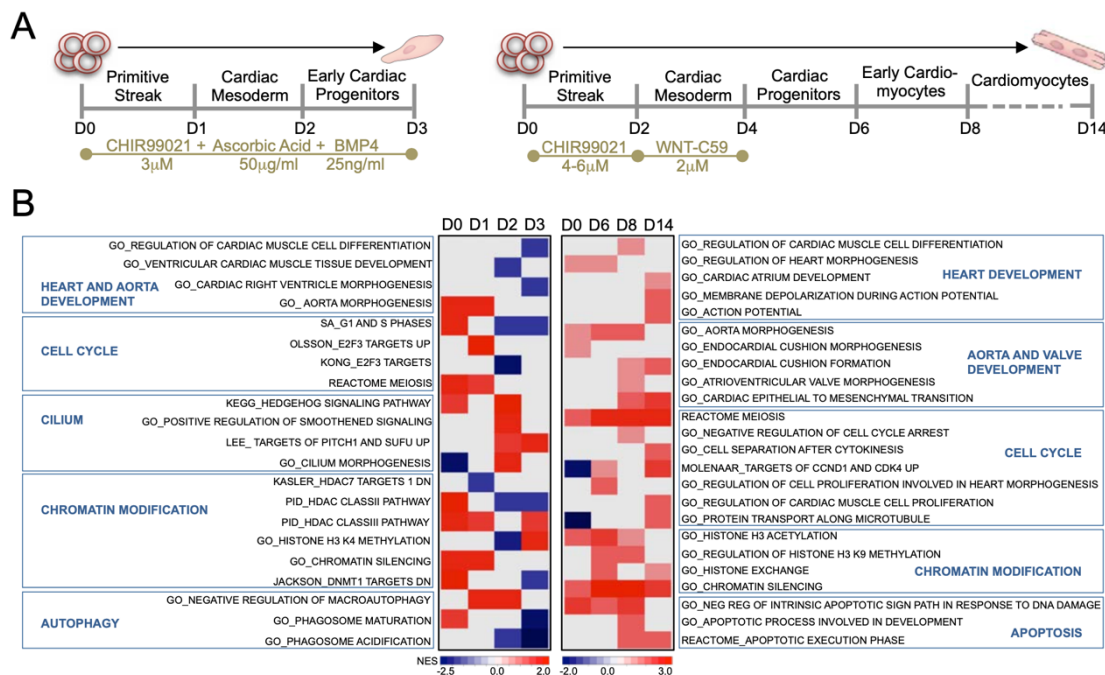 A
Primitive Streak
Cardiac Mesoderm
Early Cardiac Progenitors
D0
D1
D2
D3
CHIR99021 + Ascorbic Acid + BMP4
3μM
50μg/ml
25ng/ml
Primitive Streak
Cardiac Mesoderm
Cardiac Progenitors
Early Cardio-myocytes
Cardiomyocytes
D0
D2
D4
D6
D8
D14
CHIR99021
4-6μM
WNT-C59
2μM
B
D0 D1 D2 D3
HEART AND AORTA DEVELOPMENT
GO_REGULATION OF CARDIAC MUSCLE CELL DIFFERENTIATION
GO_VENTRICULAR CARDIAC MUSCLE TISSUE DEVELOPMENT
GO_CARDIAC RIGHT VENTRICLE MORPHOGENESIS
GO_ AORTA MORPHOGENESIS
CELL CYCLE
SA_G1 AND S PHASES
OLSSON_E2F3 TARGETS UP
KONG_E2F3 TARGETS
REACTOME MEIOSIS
CILIUM
KEGG_HEDGEHOG SIGNALING PATHWAY
GO_POSITIVE REGULATION OF SMOOTHENED SIGNALING
LEE_ TARGETS OF PITCH1 AND SUFU UP
GO_CILIUM MORPHOGENESIS
CHROMATIN MODIFICATION
KASLER_HDAC7 TARGETS 1 DN
PID_HDAC CLASSII PATHWAY
PID_HDAC CLASSIII PATHWAY
GO_HISTONE H3 K4 METHYLATION
GO_CHROMATIN SILENCING
JACKSON_DNMT1 TARGETS DN
AUTOPHAGY
GO_NEGATIVE REGULATION OF MACROAUTOPHAGY
GO_PHAGOSOME MATURATION
GO_PHAGOSOME ACIDIFICATION
NES
-2.5 0.0 2.0
D0 D6 D8 D14
GO_REGULATION OF CARDIAC MUSCLE CELL DIFFERENTIATION
GO_REGULATION OF HEART MORPHOGENESIS
GO_CARDIAC ATRIUM DEVELOPMENT
GO_MEMBRANE DEPOLARIZATION DURING ACTION POTENTIAL
GO_ACTION POTENTIAL
HEART DEVELOPMENT
GO_ AORTA MORPHOGENESIS
GO_ENDOCARDIAL CUSHION MORPHOGENESIS
GO_ENDOCARDIAL CUSHION FORMATION
GO_ATRIOVENTRICULAR VALVE MORPHOGENESIS
GO_CARDIAC EPITHELIAL TO MESENCHYMAL TRANSITION
AORTA AND VALVE DEVELOPMENT
REACTOME MEIOSIS
GO_NEGATIVE REGULATION OF CELL CYCLE ARREST
GO_CELL SEPARATION AFTER CYTOKINESIS
MOLENAAR_TARGETS OF CCND1 AND CDK4 UP
GO_REGULATION OF CELL PROLIFERATION INVOLVED IN HEART MORPHOGENESIS
GO_REGULATION OF CARDIAC MUSCLE CELL PROLIFERATION
GO_PROTEIN TRANSPORT ALONG MICROTUBULE
CELL CYCLE
GO_HISTONE H3 ACETYLATION
GO_REGULATION OF HISTONE H3 K9 METHYLATION
GO_HISTONE EXCHANGE
GO_CHROMATIN SILENCING
CHROMATIN MODIFICATION
GO_NEG REG OF INTRINSIC APOPTOTIC SIGN PATH IN RESPONSE TO DNA DAMAGE
GO_APOPTOTIC PROCESS INVOLVED IN DEVELOPMENT
REACTOME_APOPTOTIC EXECUTION PHASE
APOPTOSIS
-2.0 0.0 3.0